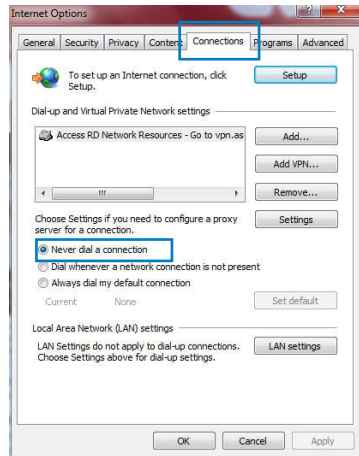 Internet Options
General Security Privacy Content Connections Programs Advanced
To set up an Internet connection, click
Setup.
Setup
Dial-up and Virtual Private Network settings
Access RD Network Resources - Go to vpn.as
Add...
Add VPN...
Remove...
Choose Settings if you need to configure a proxy
server for a connection.
Settings
Never dial a connection
Dial whenever a network connection is not present
Always dial my default connection
Current None
Set default
Local Area Network (LAN) settings
LAN Settings do not apply to dial-up connections.
Choose Settings above for dial-up settings.
LAN settings
OK Cancel Apply